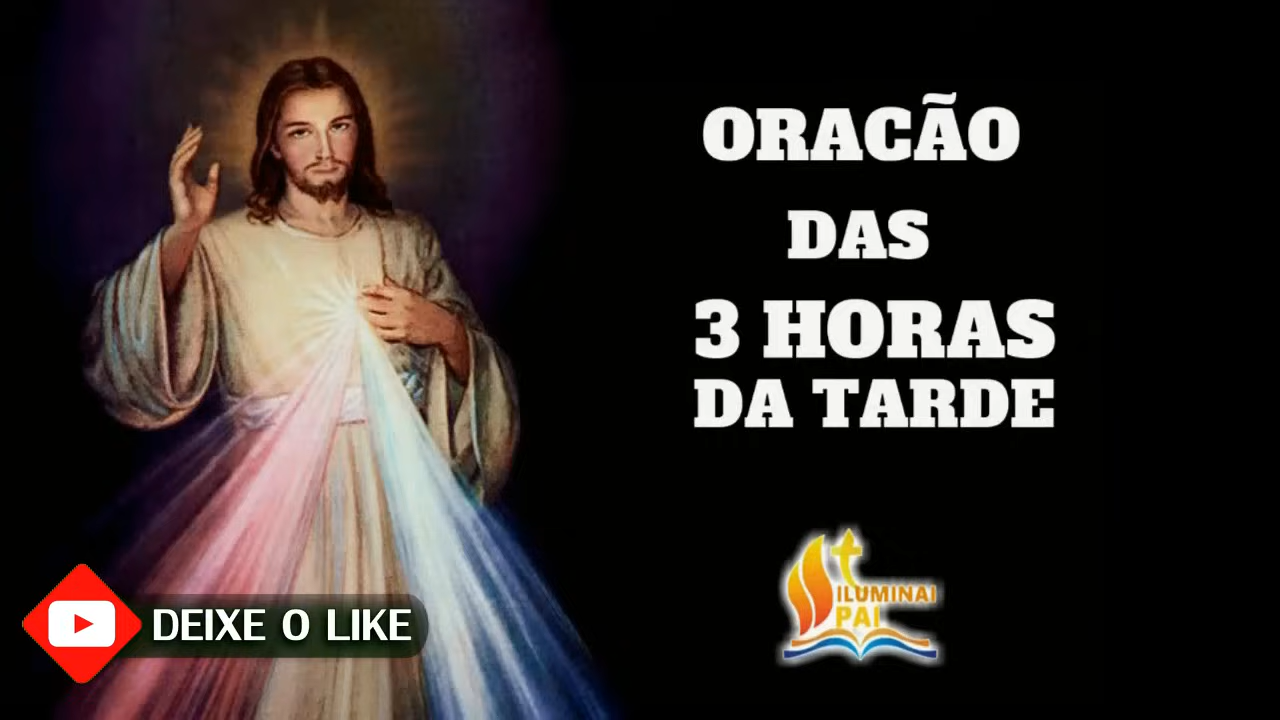 ORACÃO
DAS
3 HORAS
DA TARDE
ILUMINAI
PAI
DEIXE O LIKE